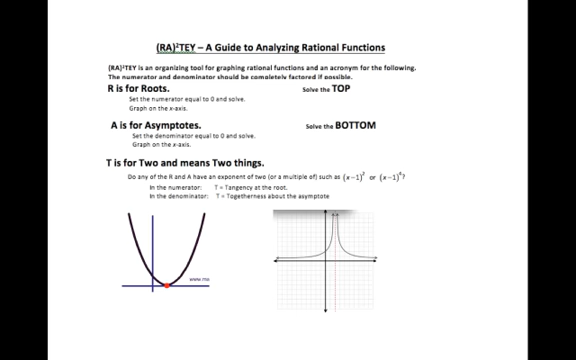 (RA)²TEY – A Guide to Analyzing Rational Functions
(RA)²TEY is an organizing tool for graphing rational functions and an acronym for the following.
The numerator and denominator should be completely factored if possible.
R is for Roots. Solve the TOP
Set the numerator equal to 0 and solve.
Graph on the x-axis.
A is for Asymptotes. Solve the BOTTOM
Set the denominator equal to 0 and solve.
Graph on the x-axis.
T is for Two and means Two things.
Do any of the R and A have an exponent of two (or a multiple of) such as (x−1)² or (x−1)⁴?
In the numerator: T = Tangency at the root.
In the denominator: T = Togetherness about the asymptote
www.ma